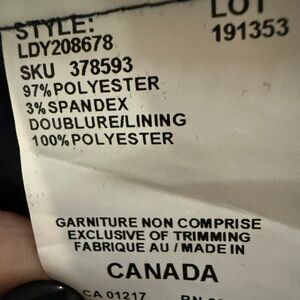 STYLE:
LOT
LDY208678
191353
SKU 378593
97%POLYESTER
3%SPANDEX
DOUBLURE/LINING
100%POLYESTER
GARNITURE NON COMPRISE
EXCLUSIVE OF TRIMMING
FABRIQUE AU / MADE IN
CANADA
CA 01217